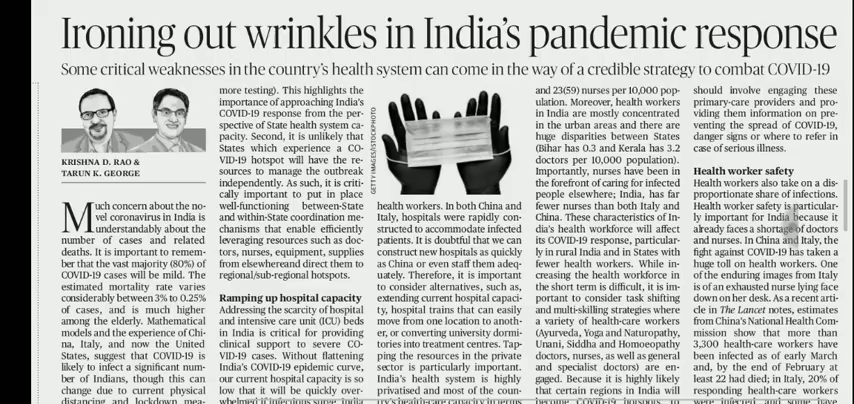 Ironing out wrinkles in India's pandemic response
Some critical weaknesses in the country's health system can come in the way of a credible strategy to combat COVID-19
KRISHNA D. RAO &
TARUN K. GEORGE
Much concern about the no-
vel coronavirus in India is
understandably about the
number of cases and related
deaths. It is important to remem-
ber that the vast majority (80%) of
COVID-19 cases will be mild. The
estimated mortality rate varies
considerably between 3% to 0.25%
of cases, and is much higher
among the elderly. Mathematical
models and the experience of Chi-
na, Italy, and now the United
States, suggest that COVID-19 is
likely to infect a significant num-
ber of Indians, though this can
change due to current physical
distancing and lockdown mea-
more testing). This highlights the
importance of approaching India's
COVID-19 response from the per-
spective of State health system ca-
pacity. Second, it is unlikely that
States which experience a CO-
VID-19 hotspot will have the re-
sources to manage the outbreak
independently. As such, it is criti-
cally important to put in place
well-functioning between-State
and within-State coordination me-
chanisms that enable efficiently
leveraging resources such as doc-
tors, nurses, equipment, supplies
from elsewhereand direct them to
regional/sub-regional hotspots.
Ramping up hospital capacity
Addressing the scarcity of hospital
and intensive care unit (ICU) beds
in India is critical for providing
clinical support to severe CO-
VID-19 cases. Without flattening
India's COVID-19 epidemic curve,
our current hospital capacity is so
low that it will be quickly over-
whelmed if infections surge. India
GETTY IMAGES/ISTOCKPHOTO
health workers. In both China and
Italy, hospitals were rapidly con-
structed to accommodate infected
patients. It is doubtful that we can
construct new hospitals as quickly
as China or even staff them adeq-
uately. Therefore, it is important
to consider alternatives, such as,
extending current hospital capaci-
ty, hospital trains that can easily
move from one location to anoth-
er, or converting university dormi-
tories into treatment centres. Tap-
ping the resources in the private
sector is particularly important.
India's health system is highly
privatised and most of the coun-
try's health-care capacity in terms
and 23(59) nurses per 10,000 pop-
ulation. Moreover, health workers
in India are mostly concentrated
in the urban areas and there are
huge disparities between States
(Bihar has 0.3 and Kerala has 3.2
doctors per 10,000 population).
Importantly, nurses have been in
the forefront of caring for infected
people elsewhere; India, has far
fewer nurses than both Italy and
China. These characteristics of In-
dia's health workforce will affect
its COVID-19 response, particular-
ly in rural India and in States with
fewer health workers. While in-
creasing the health workforce in
the short term is difficult, it is im-
portant to consider task shifting
and multi-skilling strategies where
a variety of health-care workers
(Ayurveda, Yoga and Naturopathy,
Unani, Siddha and Homoeopathy
doctors, nurses, as well as general
and specialist doctors) are en-
gaged. Because it is highly likely
that certain regions in India will
become COVID-19 hotspots, to
should involve engaging these
primary-care providers and pro-
viding them information on pre-
venting the spread of COVID-19,
danger signs or where to refer in
case of serious illness.
Health worker safety
Health workers also take on a dis-
proportionate share of infections.
Health worker safety is particular-
ly important for India because it
already faces a shortage of doctors
and nurses. In China and Italy, the
fight against COVID-19 has taken a
huge toll on health workers. One
of the enduring images from Italy
is of an exhausted nurse lying face
down on her desk. As a recent arti-
cle in The Lancet notes, estimates
from China's National Health Com-
mission show that more than
3,300 health-care workers have
been infected as of early March
and, by the end of February at
least 22 had died; in Italy, 20% of
responding health-care workers
were infected and some have